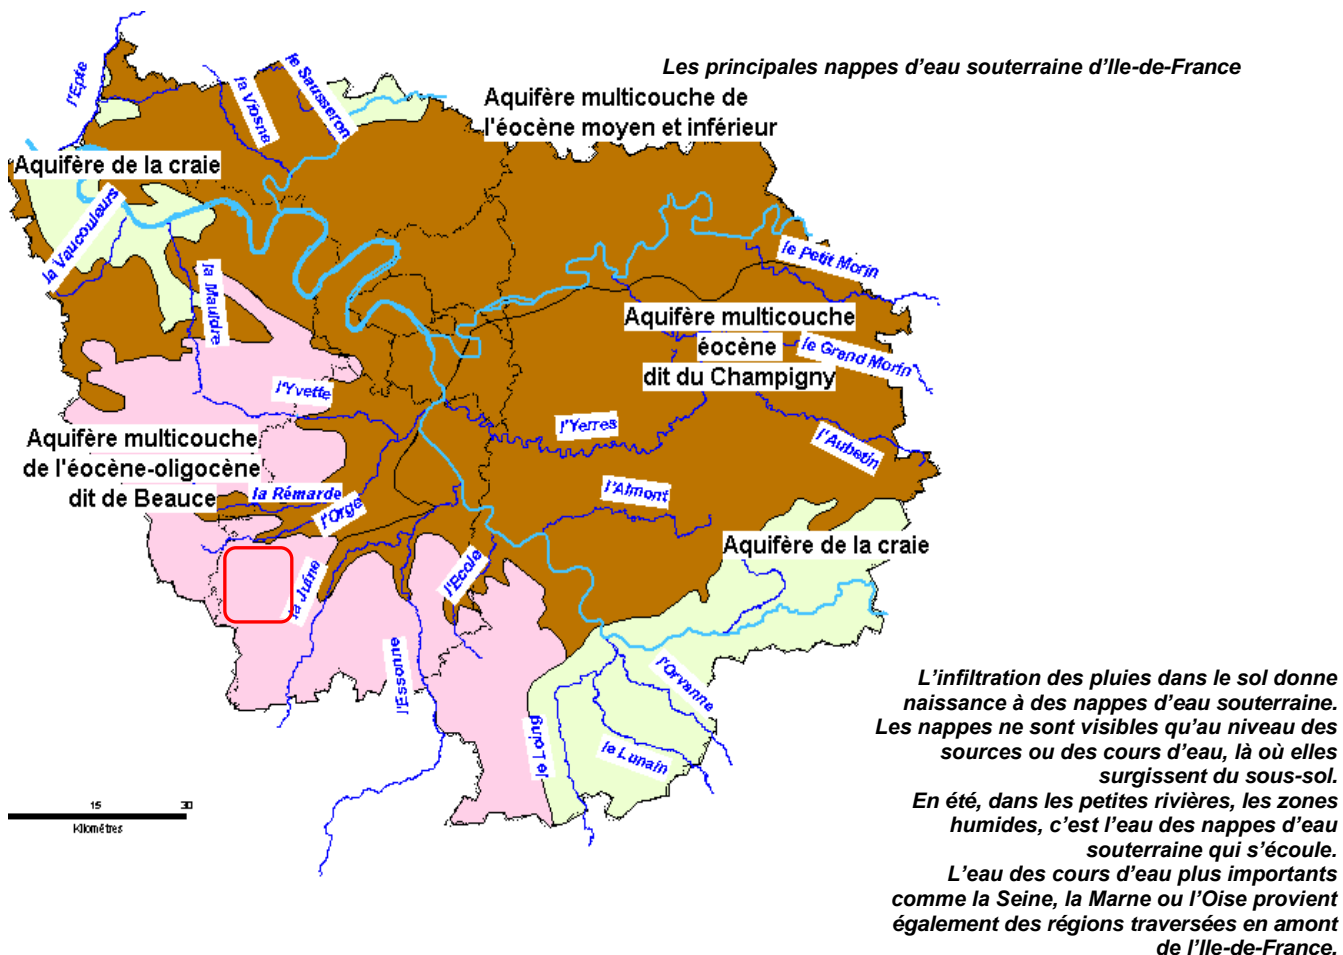 Les principales nappes d'eau souterraine d'Ile-de-France
l'Epte
la Viosne
le Sausseron
Aquifère multicouche de
l'éocène moyen et inférieur
Aquifère de la craie
la Vaucouleurs
la Mauldre
le Petit Morin
Aquifère multicouche
éocène
dit du Champigny
le Grand Morin
l'Yvette
l'Yerres
l'Aubetin
Aquifère multicouche
de l'éocène-oligocène
dit de Beauce
la Rémarde
l'Orge
l'Almont
Aquifère de la craie
la Juine
l'Ecole
l'Essonne
le Loing
l'Orvanne
le Lunain
15 30
Kilomètres
L'infiltration des pluies dans le sol donne
naissance à des nappes d'eau souterraine.
Les nappes ne sont visibles qu'au niveau des
sources ou des cours d'eau, là où elles
surgissent du sous-sol.
En été, dans les petites rivières, les zones
humides, c'est l'eau des nappes d'eau
souterraine qui s'écoule.
L'eau des cours d'eau plus importants
comme la Seine, la Marne ou l'Oise provient
également des régions traversées en amont
de l'Ile-de-France.